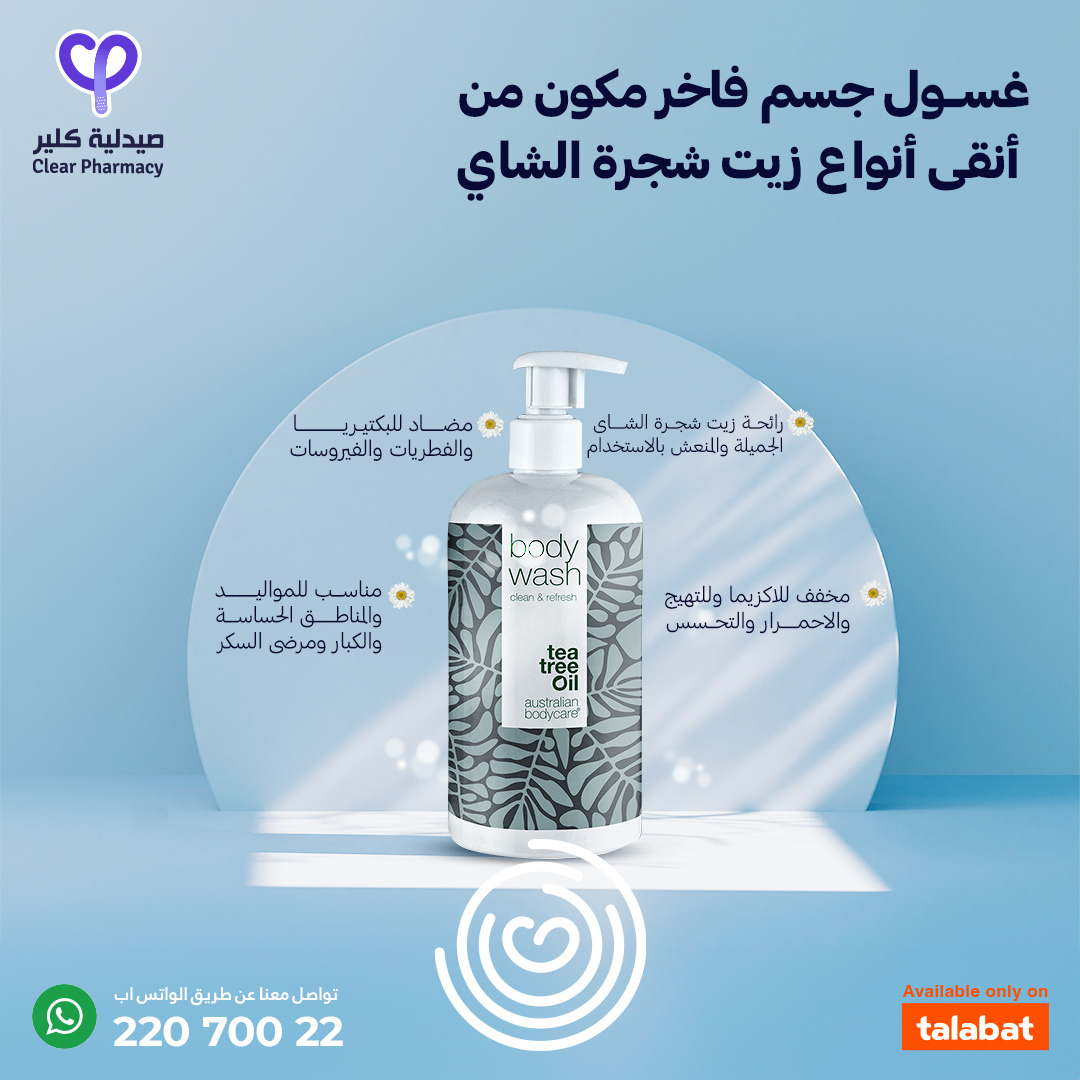 صيدلية كلير
Clear Pharmacy
غسول جسم فاخر مكون من
أنقى أنواع زيت شجرة الشاي
رائحة زيت شجرة الشاى
الجميلة والمنعش بالاستخدام
مضاد للبكتيريا
والفطريات والفيروسات
مخفف للاكزيما وللتهيج
والاحمرار والتحسس
مناسب للمواليد
والمناطق الحساسة
والكبار ومرضى السكر
body
wash
clean & refresh
tea
tree
oil
australian
bodycare®
تواصل معنا عن طريق الواتس اب
220 700 22
Available only on
talabat